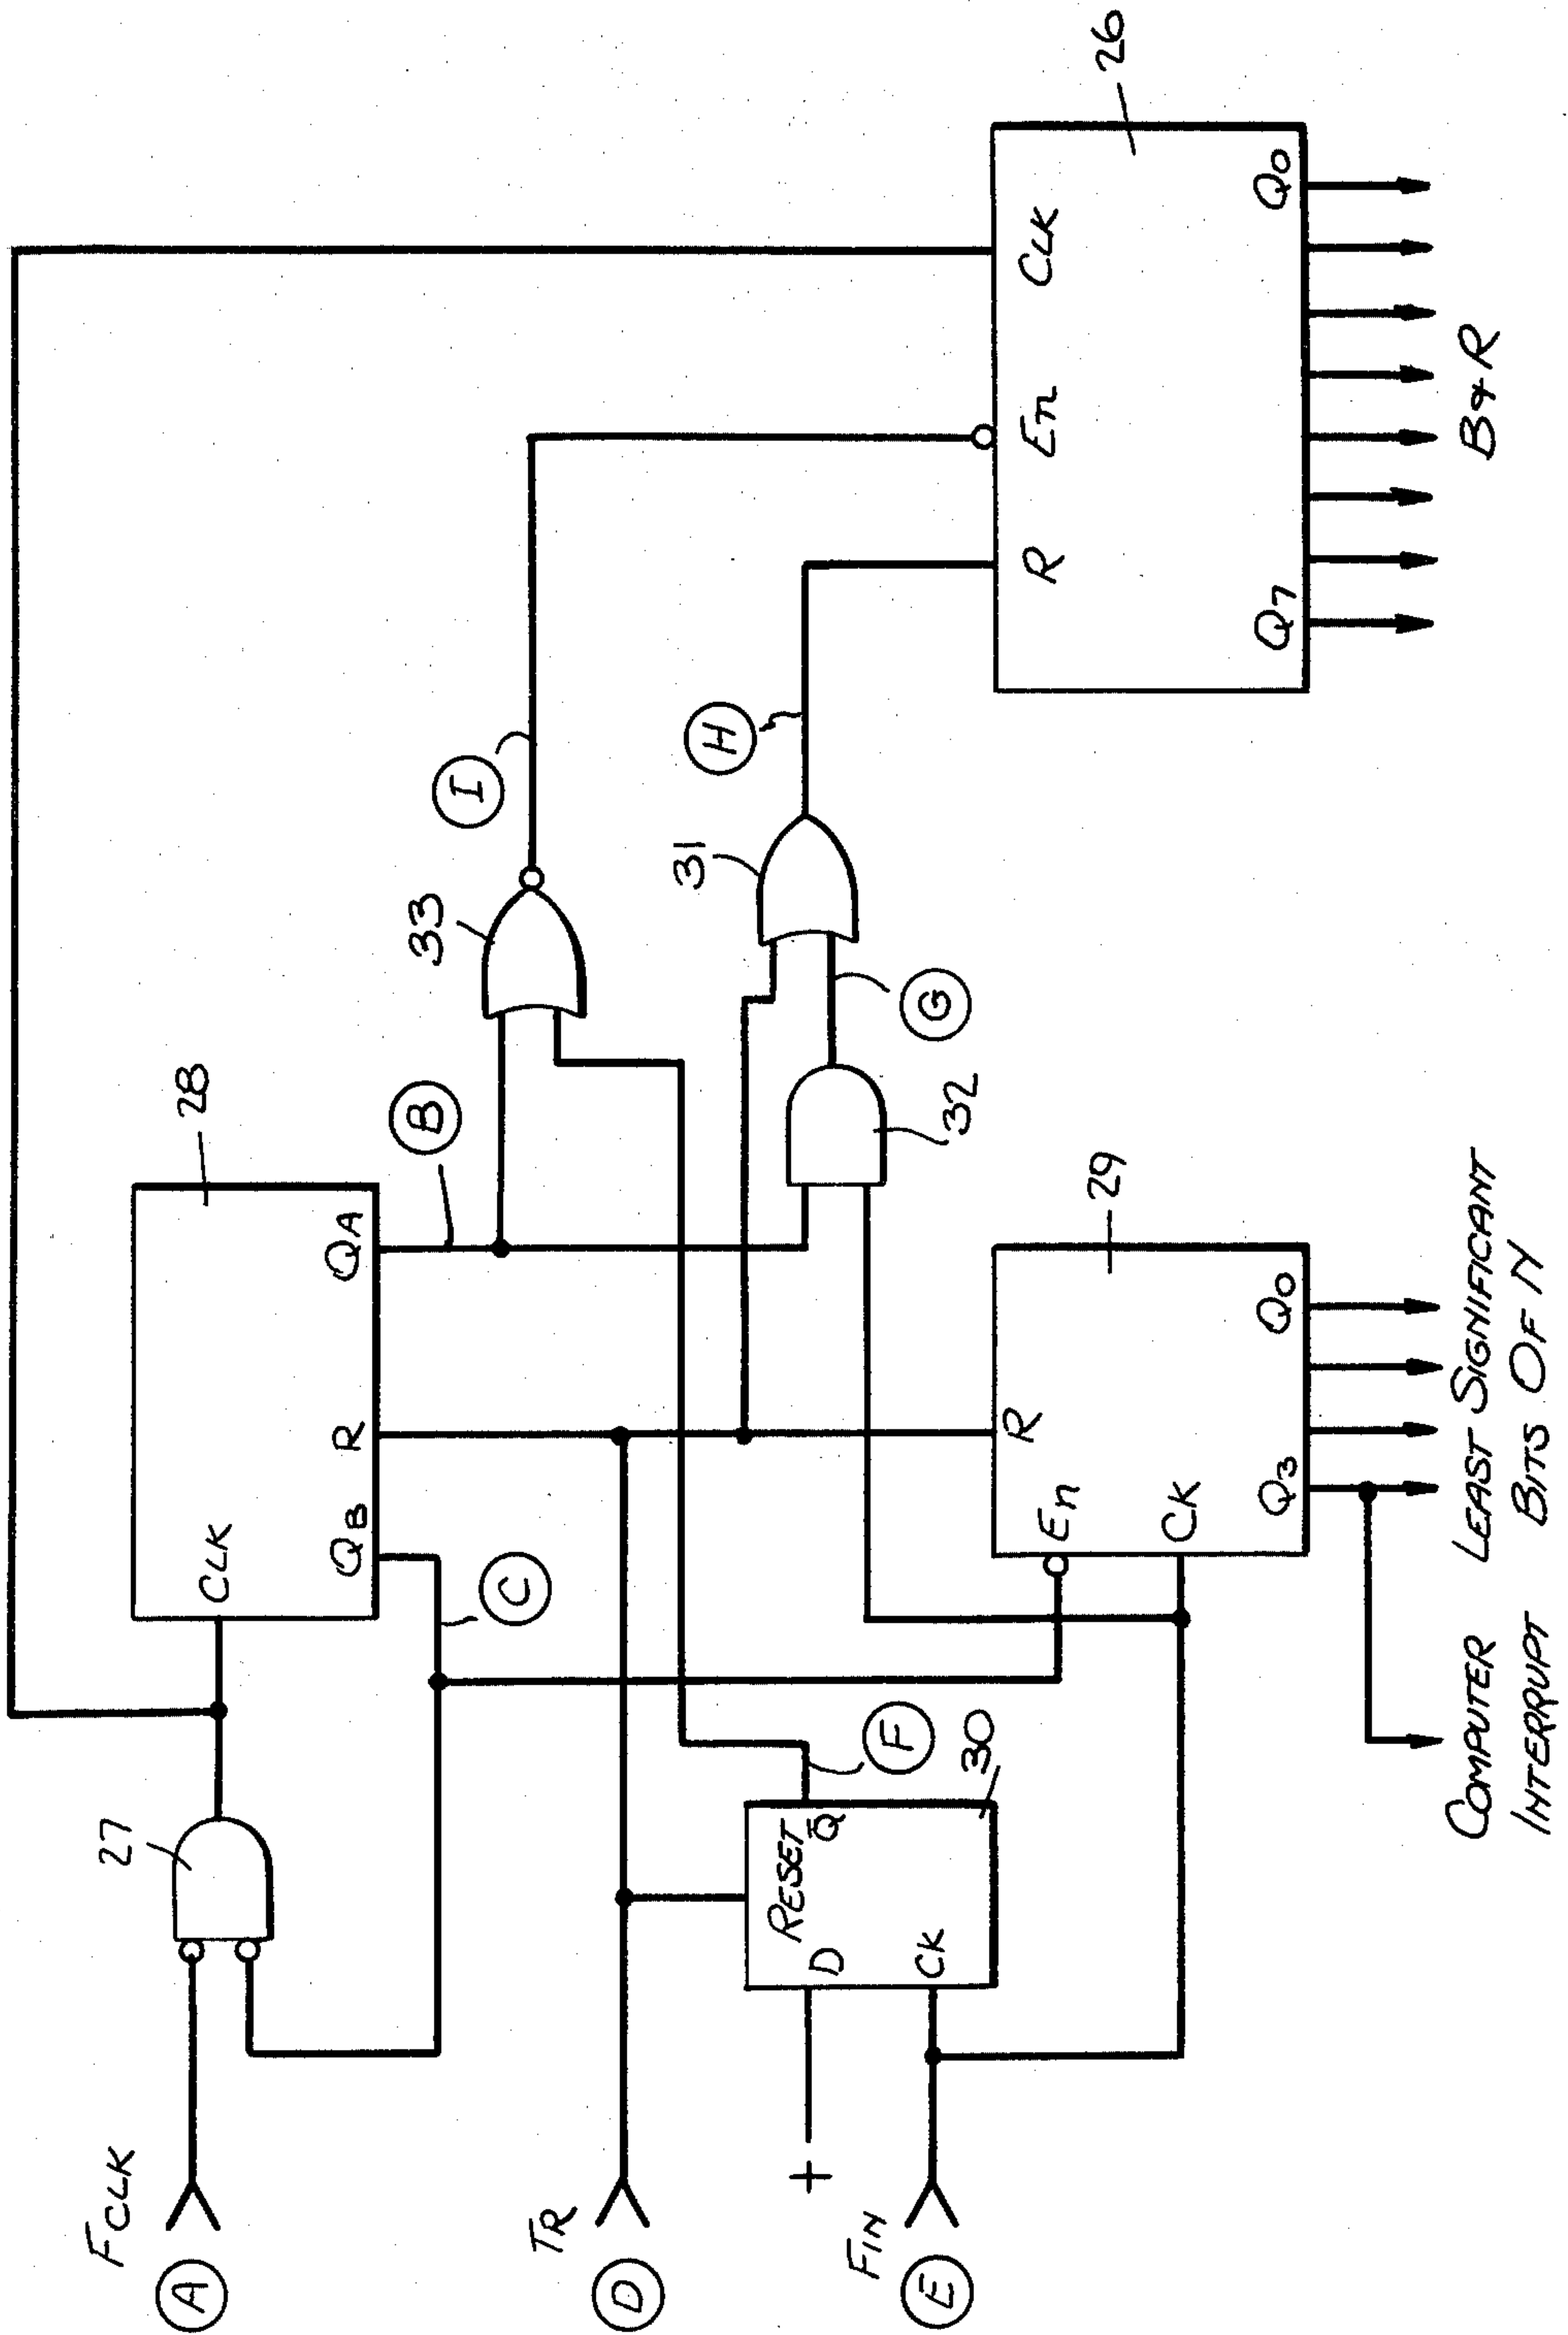 FCLK
A
27
28
CLK
QB R QA
B
33
I
C
TR
D
31
H
RESET
+
D
Q̄
FIN
E
CK
F
G
32
30
R
En
CK
R En CLK
29
26
Q3 Q0
Q7 Q0
COMPUTER
INTERRUPT
LEAST SIGNIFICANT
BITS OF N
B&R